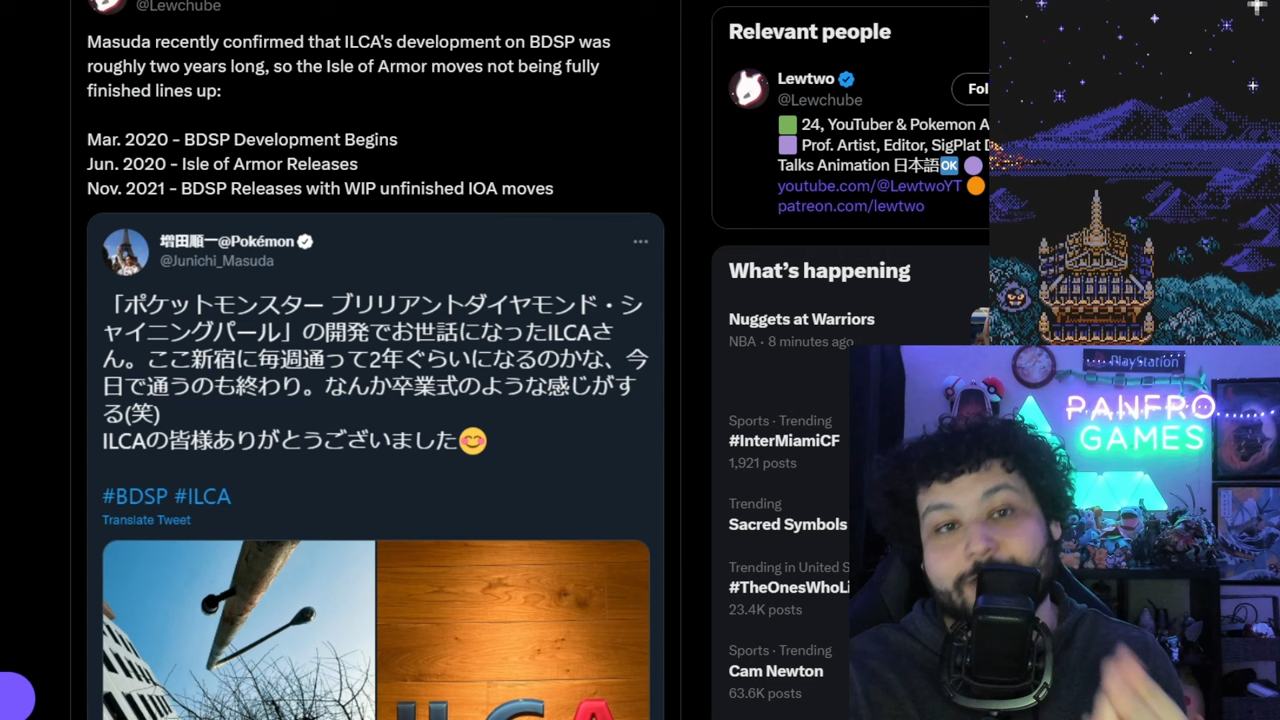 @Lewchube
Masuda recently confirmed that ILCA's development on BDSP was
roughly two years long, so the Isle of Armor moves not being fully
finished lines up:
Mar. 2020 - BDSP Development Begins
Jun. 2020 - Isle of Armor Releases
Nov. 2021 - BDSP Releases with WIP unfinished IOA moves
増田順一@Pokémon
@Junichi_Masuda
「ポケットモンスター ブリリアントダイヤモンド・シ
ャイニングパール」の開発でお世話になったILCAさ
ん。ここ新宿に毎週通って2年ぐらいになるのかな、今
日で通うのも終わり。なんか卒業式のような感じがす
る(笑)
ILCAの皆様ありがとうございました😊
#BDSP #ILCA
Translate Tweet
ILCA
Relevant people
Lewtwo
@Lewchube
Fol
🟩 24, YouTuber & Pokemon A
🟪 Prof. Artist, Editor, SigPlat D
Talks Animation 日本語🆗 🟣
youtube.com/@LewtwoYT 🟠
patreon.com/lewtwo
What's happening
Nuggets at Warriors
NBA · 8 minutes ago
Sports · Trending
#InterMiamiCF
1,921 posts
Trending
Sacred Symbols
Trending in United S
#TheOnesWhoLi
23.4K posts
Sports · Trending
Cam Newton
63.6K posts
PlayStation
PANFRO
GAMES